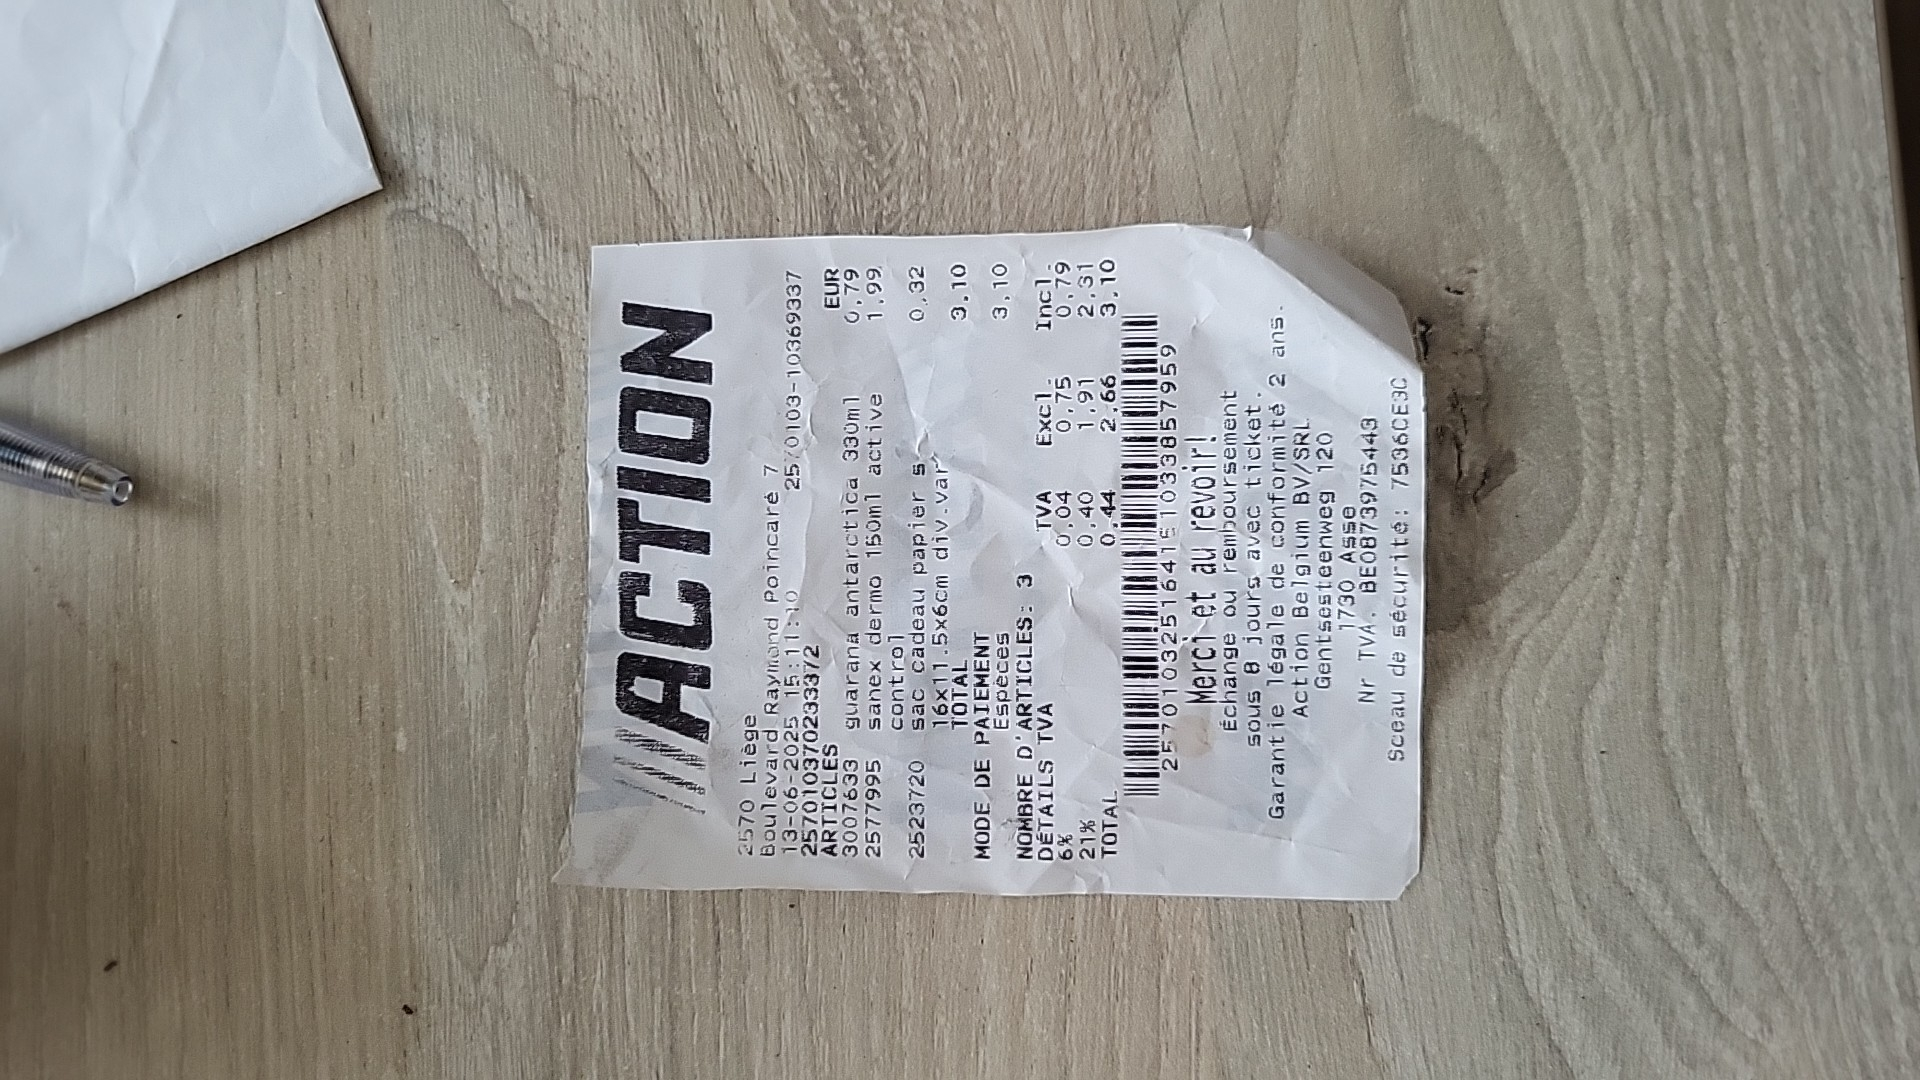 ACTION
2570 Liège
Boulevard Raymond Poincaré 7
13-06-2025 15:11:10 2570103-10369337
2570103702333372
ARTICLES EUR
3007633 guarana antarctica 330ml 0,79
2577995 sanex dermo 150ml active 1,99
control
2523720 sac cadeau papier s 0,32
16x11.5x6cm div.var
TOTAL 3,10
MODE DE PAIEMENT
Espèces 3,10
NOMBRE D'ARTICLES: 3
DÉTAILS TVA TVA Excl. Incl.
6% 0,04 0,75 0,79
21% 0,40 1,91 2,31
TOTAL 0,44 2,66 3,10
Merci et au revoir!
Échange ou remboursement
sous 8 jours avec ticket.
Garantie légale de conformité 2 ans.
Action Belgium BV/SRL
Gentsesteenweg 120
1730 Asse
Nr TVA. BE0873975443
Sceau de sécurité: 7536CE3C